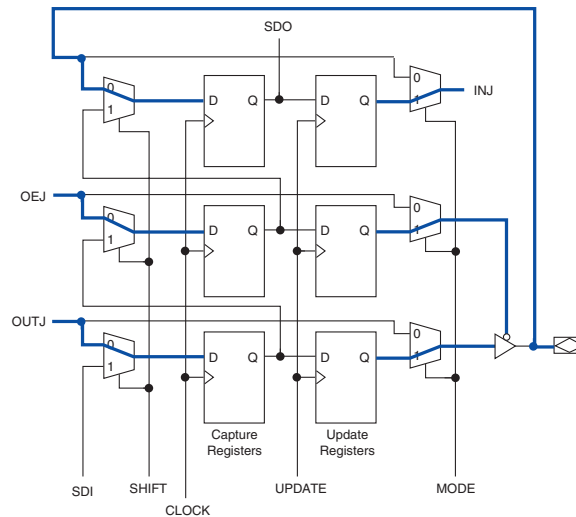 SDO
0
1
D Q
D Q
0
1
INJ
OEJ
0
1
D Q
D Q
0
1
OUTJ
0
1
D Q
D Q
0
1
Capture
Registers
Update
Registers
SDI
SHIFT
CLOCK
UPDATE
MODE